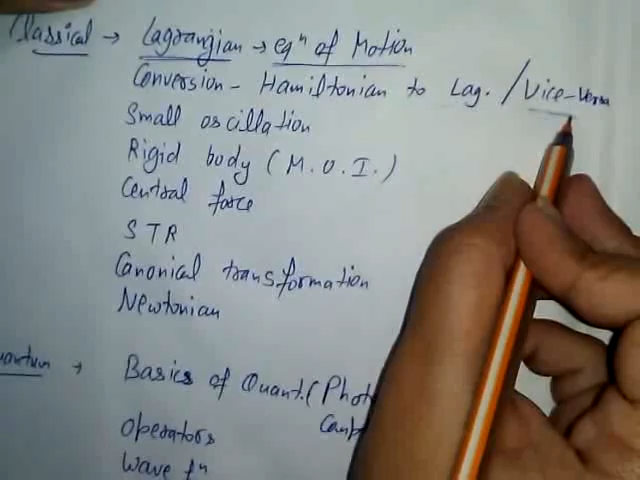 Classical → Lagrangian → eqⁿ of Motion
Conversion - Hamiltonian to Lag. / Vice-Versa
Small oscillation
Rigid body (M.O.I.)
Central force
STR
Canonical transformation
Newtonian
Quantum → Basics of Quant. (Phot
Operators
Wave fⁿ